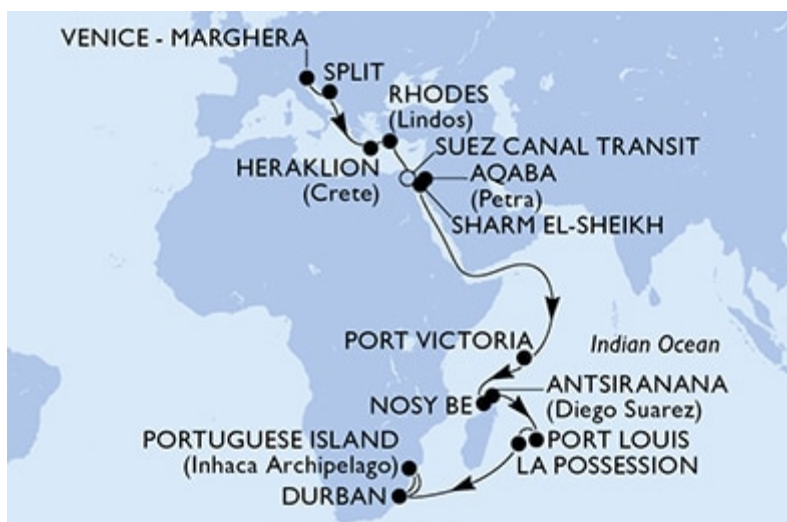 VENICE - MARGHERA
SPLIT
RHODES
(Lindos)
SUEZ CANAL TRANSIT
HERAKLION
(Crete)
AQABA
(Petra)
SHARM EL-SHEIKH
PORT VICTORIA
Indian Ocean
ANTSIRANANA
(Diego Suarez)
NOSY BE
PORTUGUESE ISLAND
(Inhaca Archipelago)
PORT LOUIS
LA POSSESSION
DURBAN